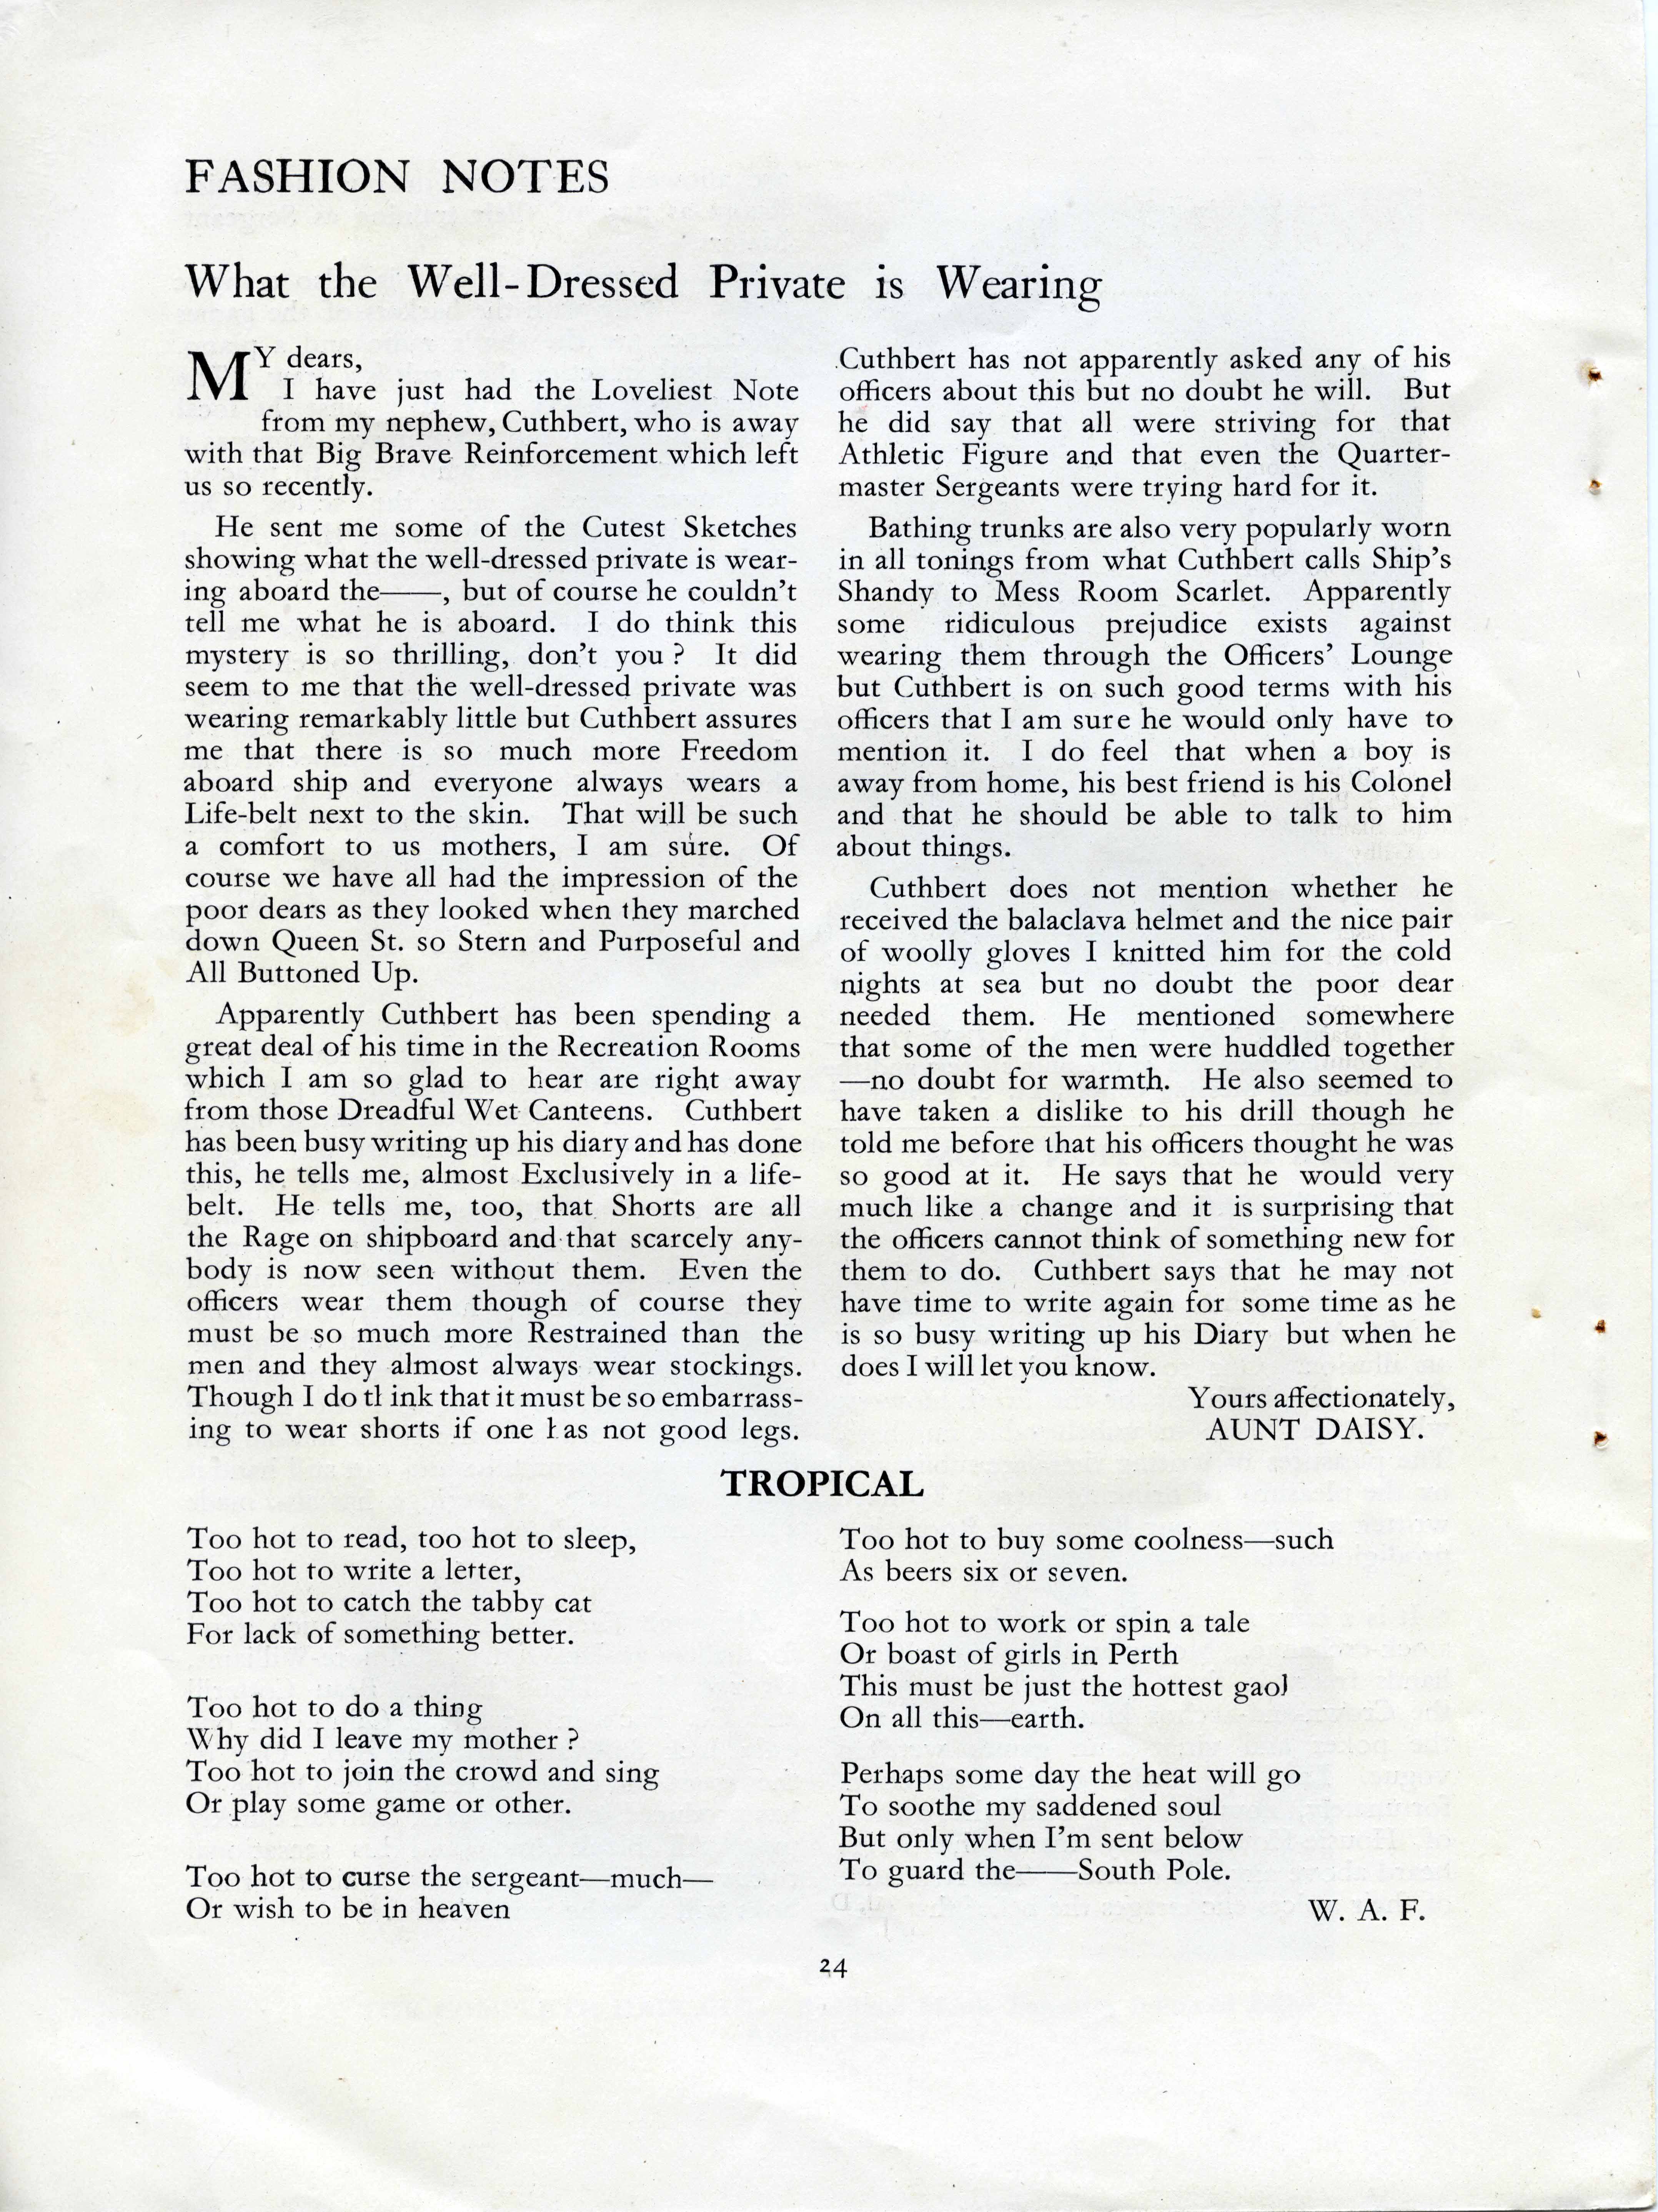 FASHION NOTES
What the Well-Dressed Private is Wearing
MY dears,
I have just had the Loveliest Note
from my nephew, Cuthbert, who is away
with that Big Brave Reinforcement which left
us so recently.
He sent me some of the Cutest Sketches
showing what the well-dressed private is wear-
ing aboard the——, but of course he couldn't
tell me what he is aboard. I do think this
mystery is so thrilling, don't you ? It did
seem to me that the well-dressed private was
wearing remarkably little but Cuthbert assures
me that there is so much more Freedom
aboard ship and everyone always wears a
Life-belt next to the skin. That will be such
a comfort to us mothers, I am sure. Of
course we have all had the impression of the
poor dears as they looked when they marched
down Queen St. so Stern and Purposeful and
All Buttoned Up.
Apparently Cuthbert has been spending a
great deal of his time in the Recreation Rooms
which I am so glad to hear are right away
from those Dreadful Wet Canteens. Cuthbert
has been busy writing up his diary and has done
this, he tells me, almost Exclusively in a life-
belt. He tells me, too, that Shorts are all
the Rage on shipboard and that scarcely any-
body is now seen without them. Even the
officers wear them though of course they
must be so much more Restrained than the
men and they almost always wear stockings.
Though I do think that it must be so embarrass-
ing to wear shorts if one has not good legs.
Cuthbert has not apparently asked any of his
officers about this but no doubt he will. But
he did say that all were striving for that
Athletic Figure and that even the Quarter-
master Sergeants were trying hard for it.
Bathing trunks are also very popularly worn
in all tonings from what Cuthbert calls Ship's
Shandy to Mess Room Scarlet. Apparently
some ridiculous prejudice exists against
wearing them through the Officers' Lounge
but Cuthbert is on such good terms with his
officers that I am sure he would only have to
mention it. I do feel that when a boy is
away from home, his best friend is his Colonel
and that he should be able to talk to him
about things.
Cuthbert does not mention whether he
received the balaclava helmet and the nice pair
of woolly gloves I knitted him for the cold
nights at sea but no doubt the poor dear
needed them. He mentioned somewhere
that some of the men were huddled together
—no doubt for warmth. He also seemed to
have taken a dislike to his drill though he
told me before that his officers thought he was
so good at it. He says that he would very
much like a change and it is surprising that
the officers cannot think of something new for
them to do. Cuthbert says that he may not
have time to write again for some time as he
is so busy writing up his Diary but when he
does I will let you know.
Yours affectionately,
AUNT DAISY.
TROPICAL
Too hot to read, too hot to sleep,
Too hot to write a letter,
Too hot to catch the tabby cat
For lack of something better.
Too hot to do a thing
Why did I leave my mother ?
Too hot to join the crowd and sing
Or play some game or other.
Too hot to curse the sergeant—much—
Or wish to be in heaven
Too hot to buy some coolness—such
As beers six or seven.
Too hot to work or spin a tale
Or boast of girls in Perth
This must be just the hottest gaol
On all this—earth.
Perhaps some day the heat will go
To soothe my saddened soul
But only when I'm sent below
To guard the——South Pole.
W. A. F.
24